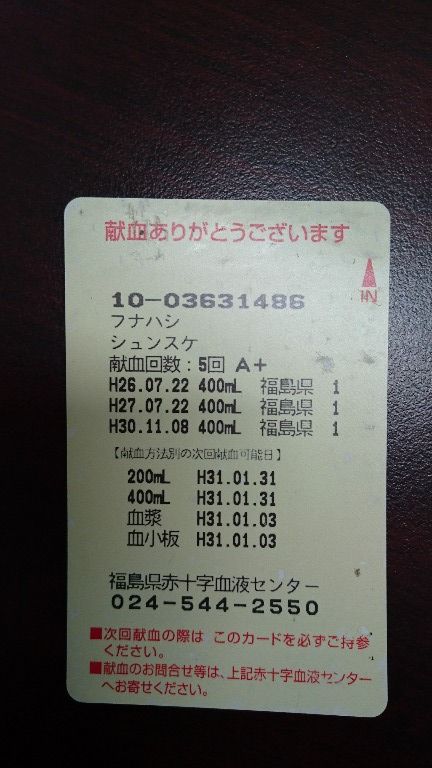 献血ありがとうございます
IN
10-03631486
フナハシ
シュンスケ
献血回数：5回 A+
H26.07.22 400mL 福島県 1
H27.07.22 400mL 福島県 1
H30.11.08 400mL 福島県 1
【献血方法別の次回献血可能日】
200mL H31.01.31
400mL H31.01.31
血漿 H31.01.03
血小板 H31.01.03
福島県赤十字血液センター
024-544-2550
■次回献血の際は このカードを必ずご持参
ください。
■献血のお問合せ等は、上記赤十字血液センター
へお寄せください。